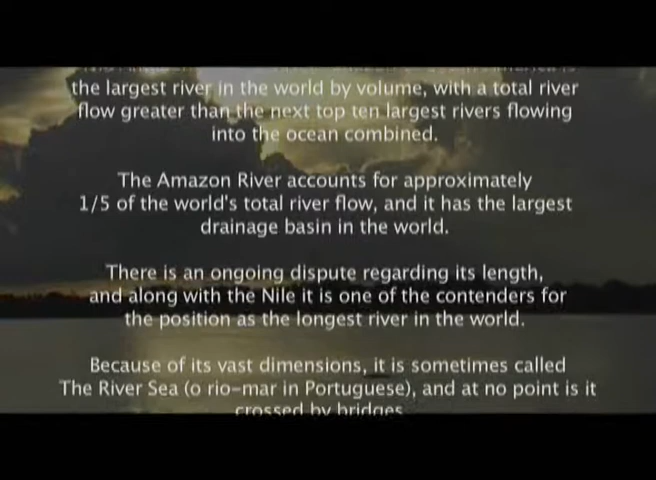 the largest river in the world by volume, with a total river
flow greater than the next top ten largest rivers flowing
into the ocean combined.
The Amazon River accounts for approximately
1/5 of the world's total river flow, and it has the largest
drainage basin in the world.
There is an ongoing dispute regarding its length,
and along with the Nile it is one of the contenders for
the position as the longest river in the world.
Because of its vast dimensions, it is sometimes called
The River Sea (o rio-mar in Portuguese), and at no point is it
crossed by bridges